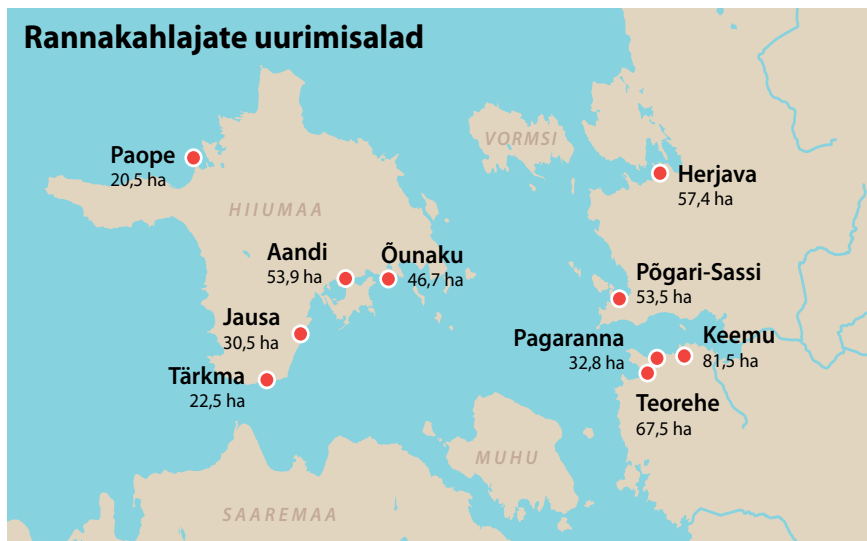 Rannakahlajate uurimisalad
VORMSI
Paope
20,5 ha
Herjava
57,4 ha
HIIUMAA
Aandi
53,9 ha
Õunaku
46,7 ha
Põgari-Sassi
53,5 ha
Jausa
30,5 ha
Pagaranna
32,8 ha
Keemu
81,5 ha
Tärkma
22,5 ha
Teorehe
67,5 ha
MUHU
SAAREMAA